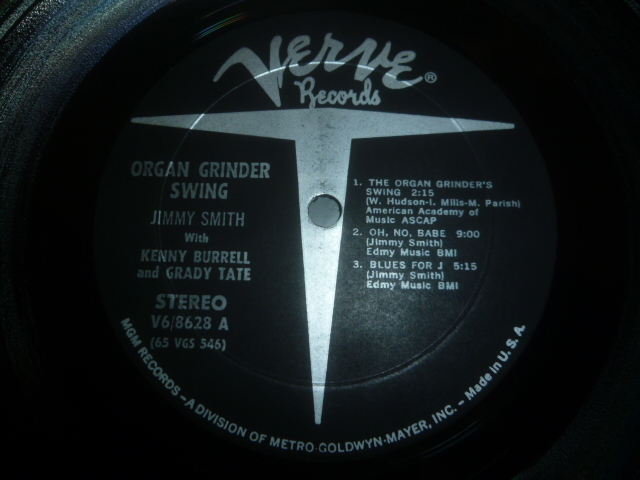 Verve®
Records
ORGAN GRINDER
SWING
JIMMY SMITH
With
KENNY BURRELL
and GRADY TATE
STEREO
V6/8628 A
(65 VGS 546)
1. THE ORGAN GRINDER'S
SWING 2:15
(W. Hudson-I. Mills-M. Parish)
American Academy of
Music ASCAP
2. OH, NO, BABE 9:00
(Jimmy Smith)
Edmy Music BMI
3. BLUES FOR J 5:15
(Jimmy Smith)
Edmy Music BMI
MGM RECORDS – A DIVISION OF METRO-GOLDWYN-MAYER, INC. – Made in U. S. A.